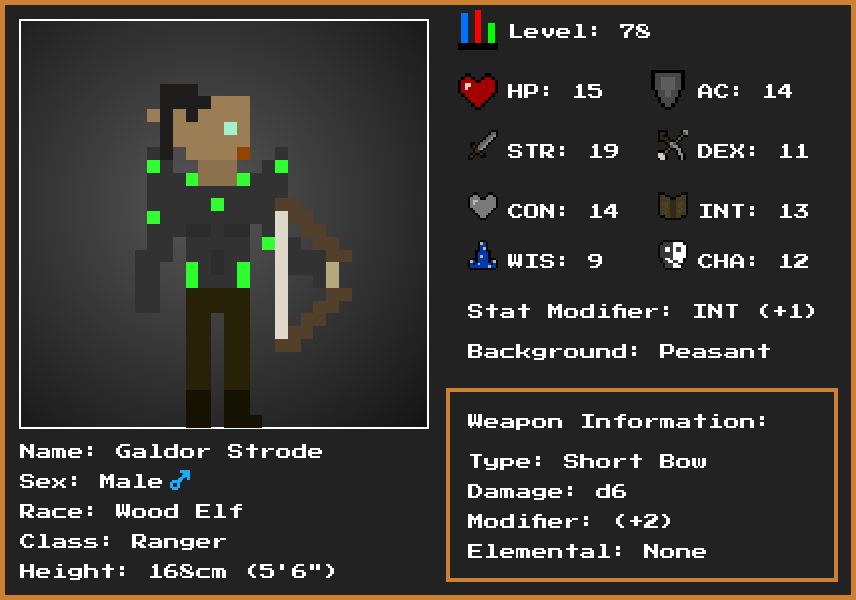 Level: 78
HP: 15
AC: 14
STR: 19
DEX: 11
CON: 14
INT: 13
WIS: 9
CHA: 12
Stat Modifier: INT (+1)
Background: Peasant
Weapon Information:
Type: Short Bow
Damage: d6
Modifier: (+2)
Elemental: None
Name: Galdor Strode
Sex: Male♂
Race: Wood Elf
Class: Ranger
Height: 168cm (5'6")